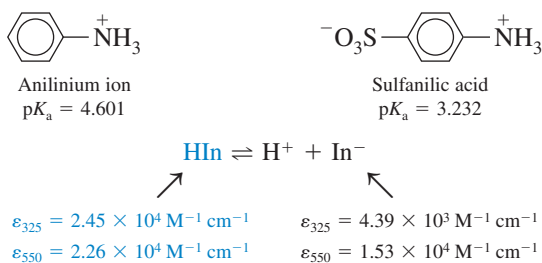 +
NH₃
⁻O₃S
+
NH₃
Anilinium ion
pKₐ = 4.601
Sulfanilic acid
pKₐ = 3.232
HIn ⇌ H⁺ + In⁻
ε₃₂₅ = 2.45 × 10⁴ M⁻¹ cm⁻¹
ε₅₅₀ = 2.26 × 10⁴ M⁻¹ cm⁻¹
ε₃₂₅ = 4.39 × 10³ M⁻¹ cm⁻¹
ε₅₅₀ = 1.53 × 10⁴ M⁻¹ cm⁻¹